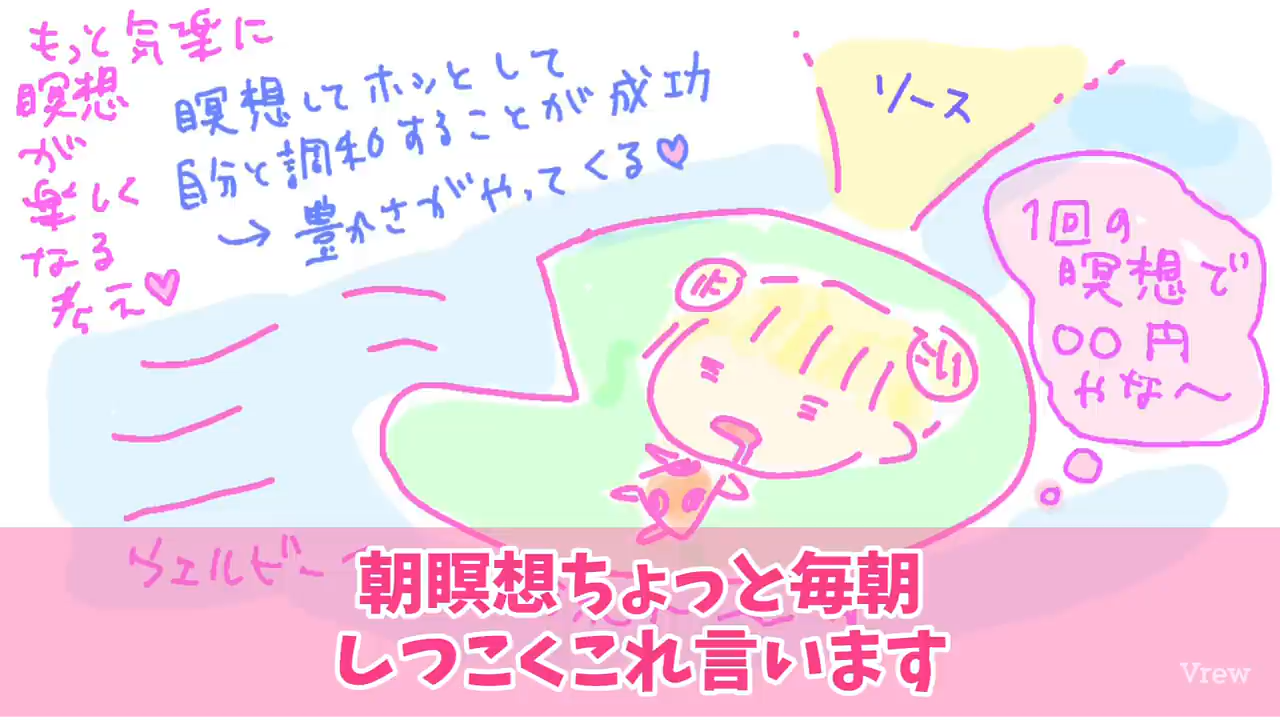 もっと気楽に
瞑想
が
楽しく
なる
考え
瞑想してホッとして
自分と調和することが成功
→ 豊かさがやってくる
ソース
1回の
瞑想で
〇〇円
やな〜
ウェルビー
朝瞑想ちょっと毎朝
しつこくこれ言います
Vrew